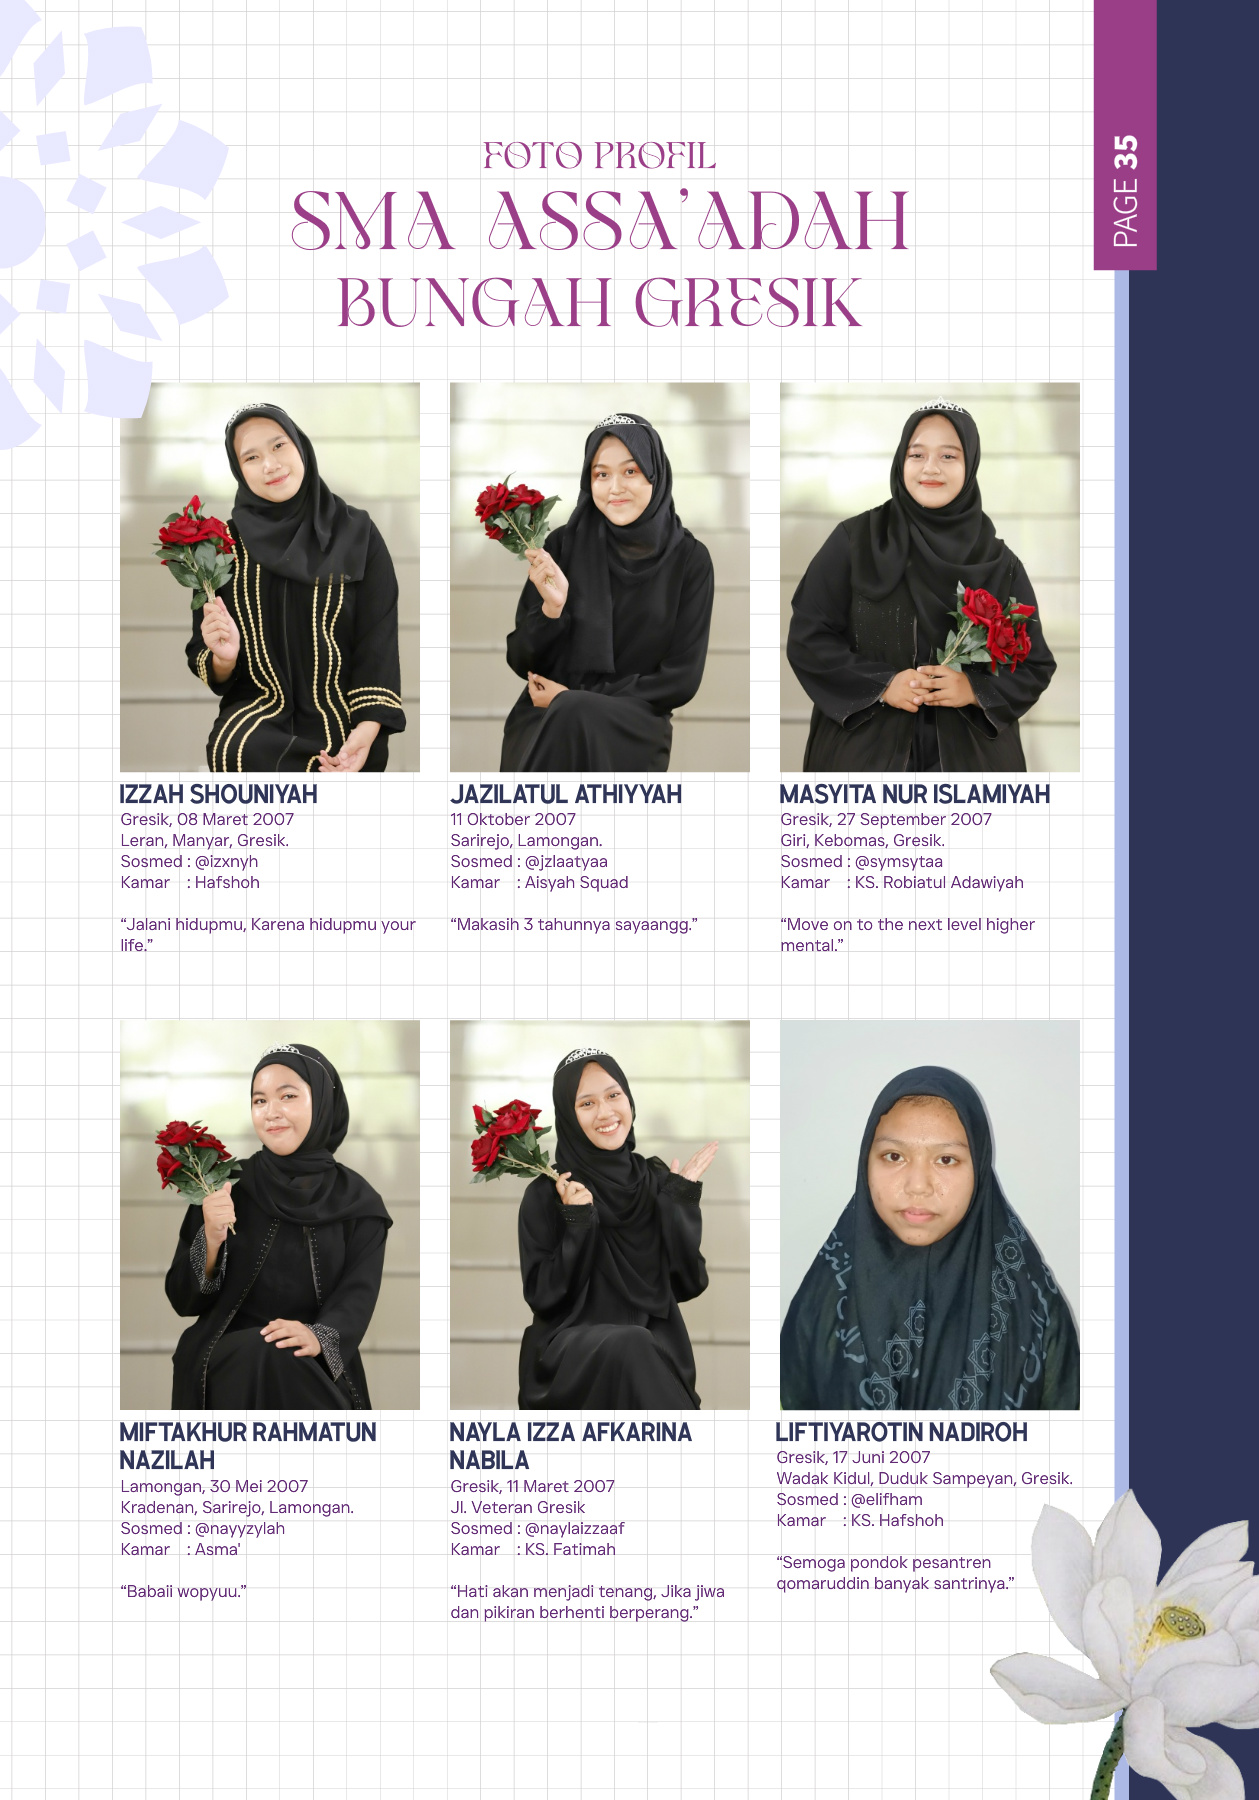 PAGE 35
FOTO PROFIL
SMA ASSA'ADAH
BUNGAH GRESIK
IZZAH SHOUNIYAH
Gresik, 08 Maret 2007
Leran, Manyar, Gresik.
Sosmed : @izxnyh
Kamar : Hafshoh
“Jalani hidupmu, Karena hidupmu your
life.”
JAZILATUL ATHIYYAH
11 Oktober 2007
Sarirejo, Lamongan.
Sosmed : @jzlaatyaa
Kamar : Aisyah Squad
“Makasih 3 tahunnya sayaangg.”
MASYITA NUR ISLAMIYAH
Gresik, 27 September 2007
Giri, Kebomas, Gresik.
Sosmed : @symsytaa
Kamar : KS. Robiatul Adawiyah
“Move on to the next level higher
mental.”
MIFTAKHUR RAHMATUN
NAZILAH
Lamongan, 30 Mei 2007
Kradenan, Sarirejo, Lamongan.
Sosmed : @nayyzylah
Kamar : Asma'
“Babaii wopyuu.”
NAYLA IZZA AFKARINA
NABILA
Gresik, 11 Maret 2007
Jl. Veteran Gresik
Sosmed : @naylaizzaaf
Kamar : KS. Fatimah
“Hati akan menjadi tenang, Jika jiwa
dan pikiran berhenti berperang.”
LIFTIYAROTIN NADIROH
Gresik, 17 Juni 2007
Wadak Kidul, Duduk Sampeyan, Gresik.
Sosmed : @elifham
Kamar : KS. Hafshoh
“Semoga pondok pesantren
qomaruddin banyak santrinya.”